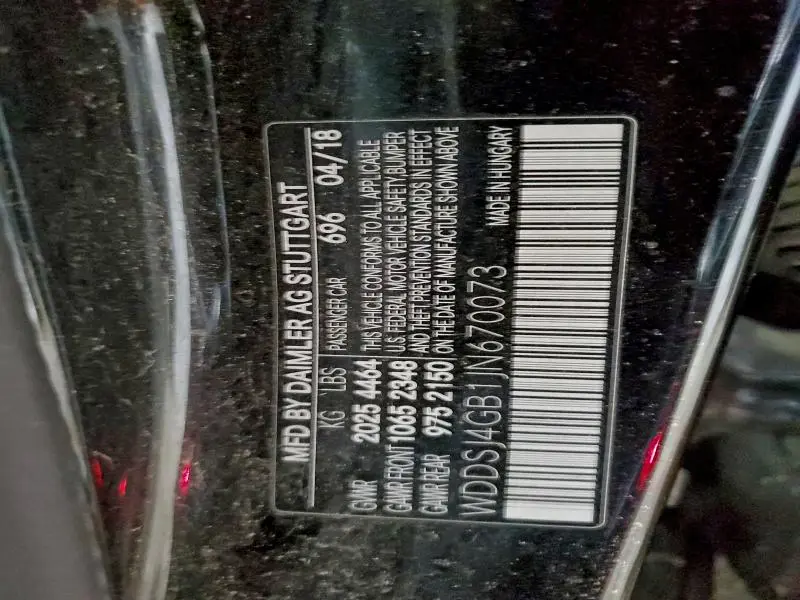 MFD BY DAIMLER AG STUTTGART
KG LBS PASSENGER CAR 696 04/18
GVWR 2025 4464 THIS VEHICLE CONFORMS TO ALL APPLICABLE
GAWR FRONT 1065 2348 U.S. FEDERAL MOTOR VEHICLE SAFETY, BUMPER
GAWR REAR 975 2150 AND THEFT PREVENTION STANDARDS IN EFFECT
ON THE DATE OF MANUFACTURE SHOWN ABOVE
WDDSJ4GB1JN670073 MADE IN HUNGARY